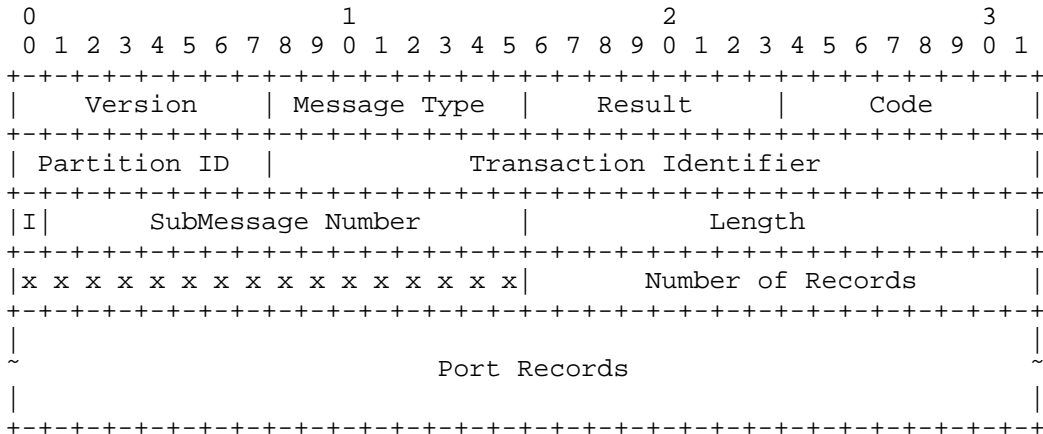 0                   1                   2                   3
 0 1 2 3 4 5 6 7 8 9 0 1 2 3 4 5 6 7 8 9 0 1 2 3 4 5 6 7 8 9 0 1
+-+-+-+-+-+-+-+-+-+-+-+-+-+-+-+-+-+-+-+-+-+-+-+-+-+-+-+-+-+-+-+-+
|    Version    | Message Type  |    Result     |     Code      |
+-+-+-+-+-+-+-+-+-+-+-+-+-+-+-+-+-+-+-+-+-+-+-+-+-+-+-+-+-+-+-+-+
| Partition ID  |            Transaction Identifier             |
+-+-+-+-+-+-+-+-+-+-+-+-+-+-+-+-+-+-+-+-+-+-+-+-+-+-+-+-+-+-+-+-+
|I|      SubMessage Number      |           Length              |
+-+-+-+-+-+-+-+-+-+-+-+-+-+-+-+-+-+-+-+-+-+-+-+-+-+-+-+-+-+-+-+-+
|x x x x x x x x x x x x x x x x|       Number of Records       |
+-+-+-+-+-+-+-+-+-+-+-+-+-+-+-+-+-+-+-+-+-+-+-+-+-+-+-+-+-+-+-+-+
|                                                               |
~                          Port Records                         ~
|                                                               |
+-+-+-+-+-+-+-+-+-+-+-+-+-+-+-+-+-+-+-+-+-+-+-+-+-+-+-+-+-+-+-+-+